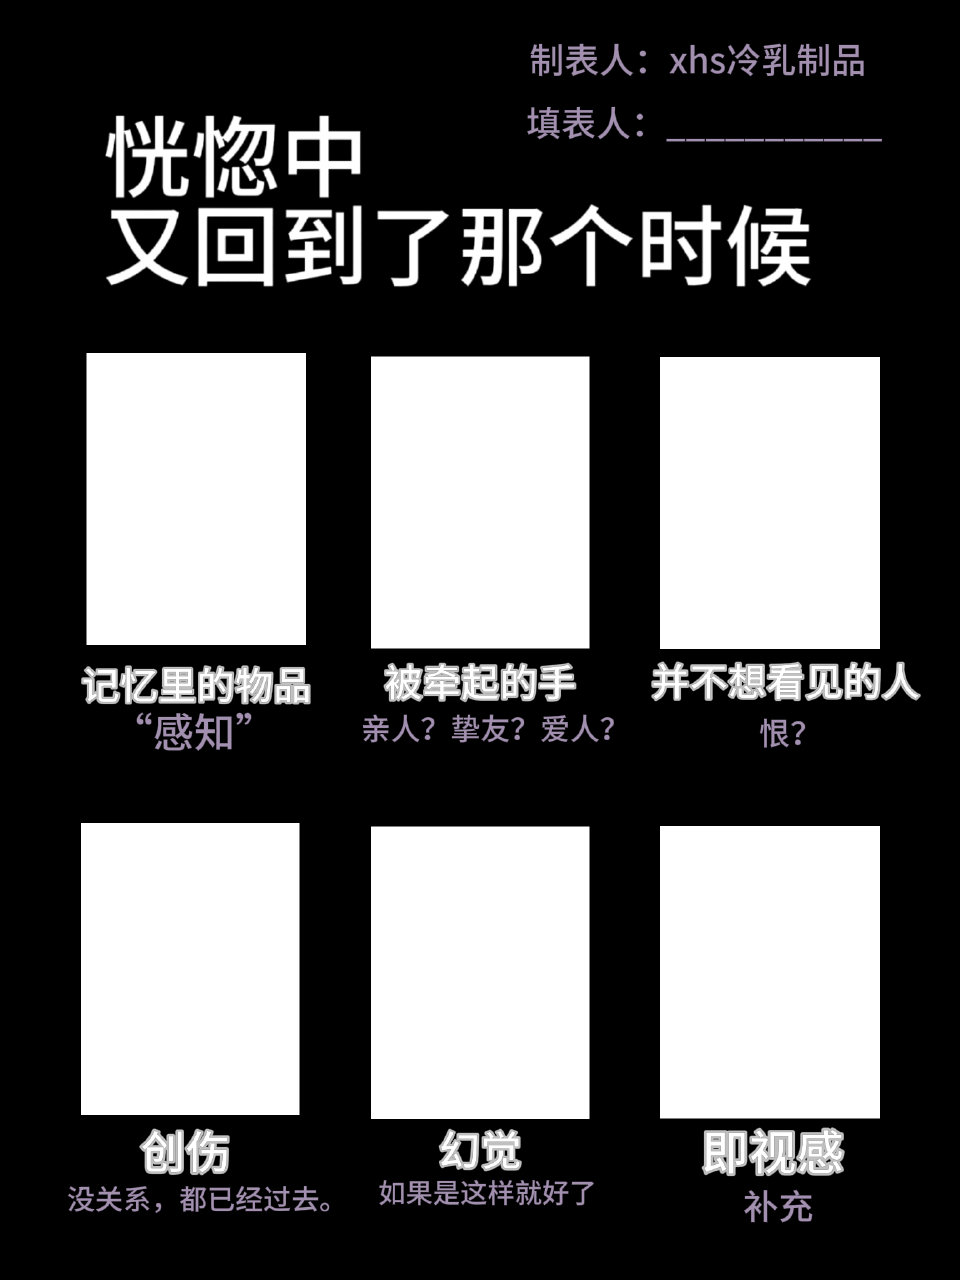 制表人：xhs冷乳制品
填表人：___________
恍惚中
又回到了那个时候
记忆里的物品
“感知”
被牵起的手
亲人？挚友？爱人？
并不想看见的人
恨？
创伤
没关系，都已经过去。
幻觉
如果是这样就好了
即视感
补充